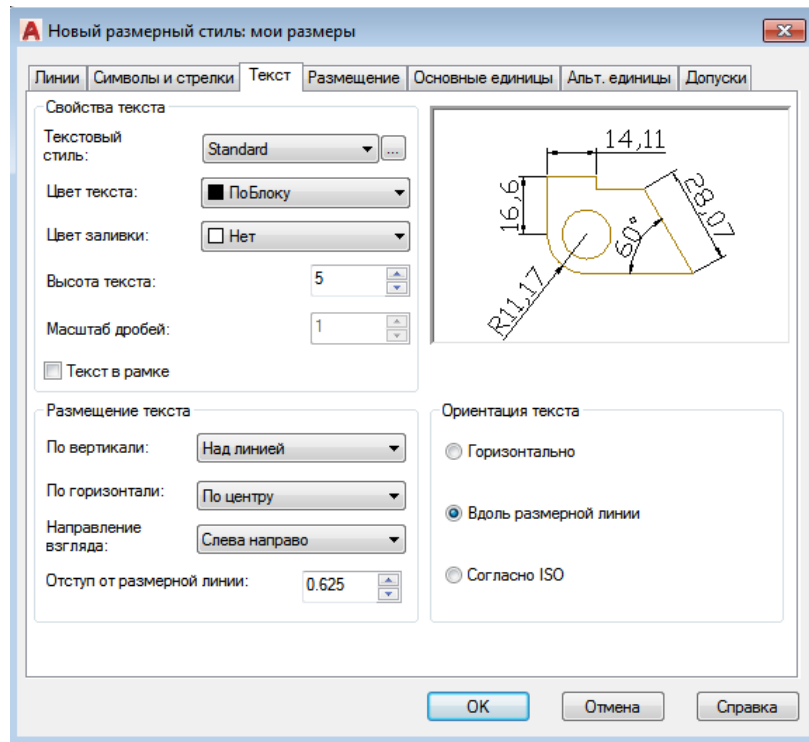 Новый размерный стиль: мои размеры
Линии Символы и стрелки Текст Размещение Основные единицы Альт. единицы Допуски
Свойства текста
Текстовый
стиль:
Standard
...
Цвет текста:
ПоБлоку
Цвет заливки:
Нет
Высота текста:
5
Масштаб дробей:
1
Текст в рамке
14,11
16,6
28,07
60°
R11,17
Размещение текста
По вертикали:
Над линией
По горизонтали:
По центру
Направление
взгляда:
Слева направо
Отступ от размерной линии:
0.625
Ориентация текста
Горизонтально
Вдоль размерной линии
Согласно ISO
OK Отмена Справка